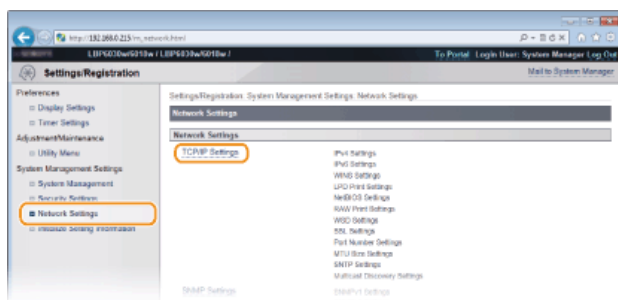 http://192.168.0.215/m_network.html
LBP6030w/6018w / LBP6030w/6018w /
To Portal Login User: System Manager Log Out
Settings/Registration
Mail to System Manager
Preferences
Display Settings
Timer Settings
Adjustment/Maintenance
Utility Menu
System Management Settings
System Management
Security Settings
Network Settings
Initialize Setting Information
Settings/Registration: System Management Settings: Network Settings
Network Settings
Network Settings
TCP/IP Settings
IPv4 Settings
IPv6 Settings
WINS Settings
LPD Print Settings
NetBIOS Settings
RAW Print Settings
WSD Settings
SSL Settings
Port Number Settings
MTU Size Settings
SNTP Settings
Multicast Discovery Settings
SNMP Settings
SNMPv1 Settings